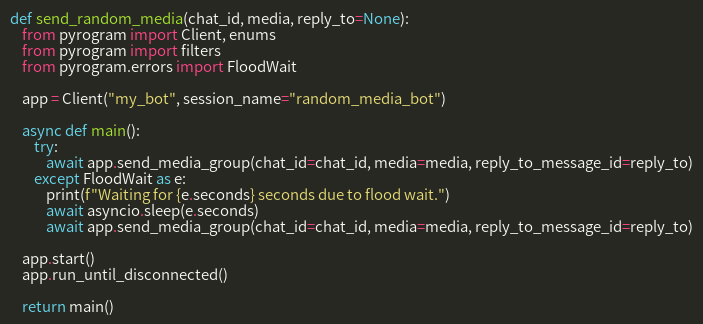 def send_random_media(chat_id, media, reply_to=None):
from pyrogram import Client, enums
from pyrogram import filters
from pyrogram.errors import FloodWait
app = Client("my_bot", session_name="random_media_bot")
async def main():
try:
await app.send_media_group(chat_id=chat_id, media=media, reply_to_message_id=reply_to)
except FloodWait as e:
print(f"Waiting for {e.seconds} seconds due to flood wait.")
await asyncio.sleep(e.seconds)
await app.send_media_group(chat_id=chat_id, media=media, reply_to_message_id=reply_to)
app.start()
app.run_until_disconnected()
return main()